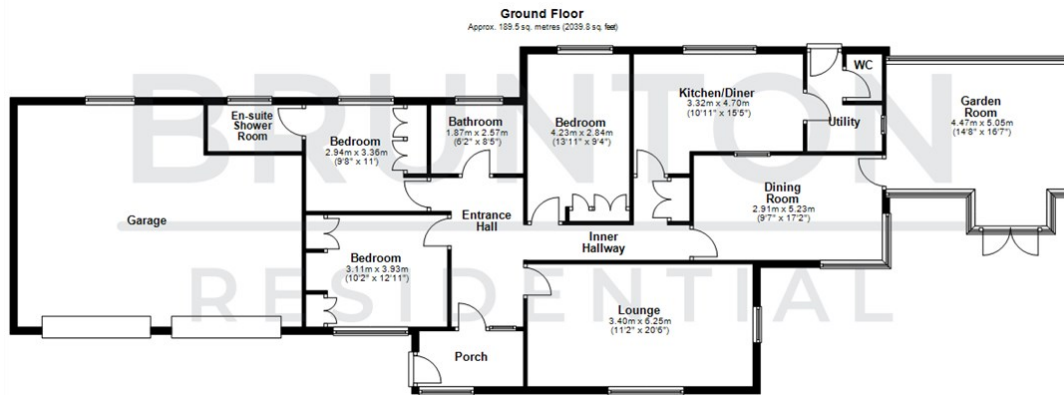 Ground Floor
Approx. 189.5 sq. metres (2039.8 sq. feet)
BRUNTON
RESIDENTIAL
WC
Kitchen/Diner
3.32m x 4.70m
(10'11" x 15'5")
Garden
Room
4.47m x 5.05m
(14'8" x 16'7")
En-suite
Shower
Room
Bathroom
1.87m x 2.57m
(6'2" x 8'5")
Bedroom
4.23m x 2.84m
(13'11" x 9'4")
Utility
Bedroom
2.94m x 3.36m
(9'8" x 11')
Dining
Room
2.91m x 5.23m
(9'7" x 17'2")
Garage
Entrance
Hall
Inner
Hallway
Bedroom
3.11m x 3.93m
(10'2" x 12'11")
Lounge
3.40m x 6.25m
(11'2" x 20'6")
Porch